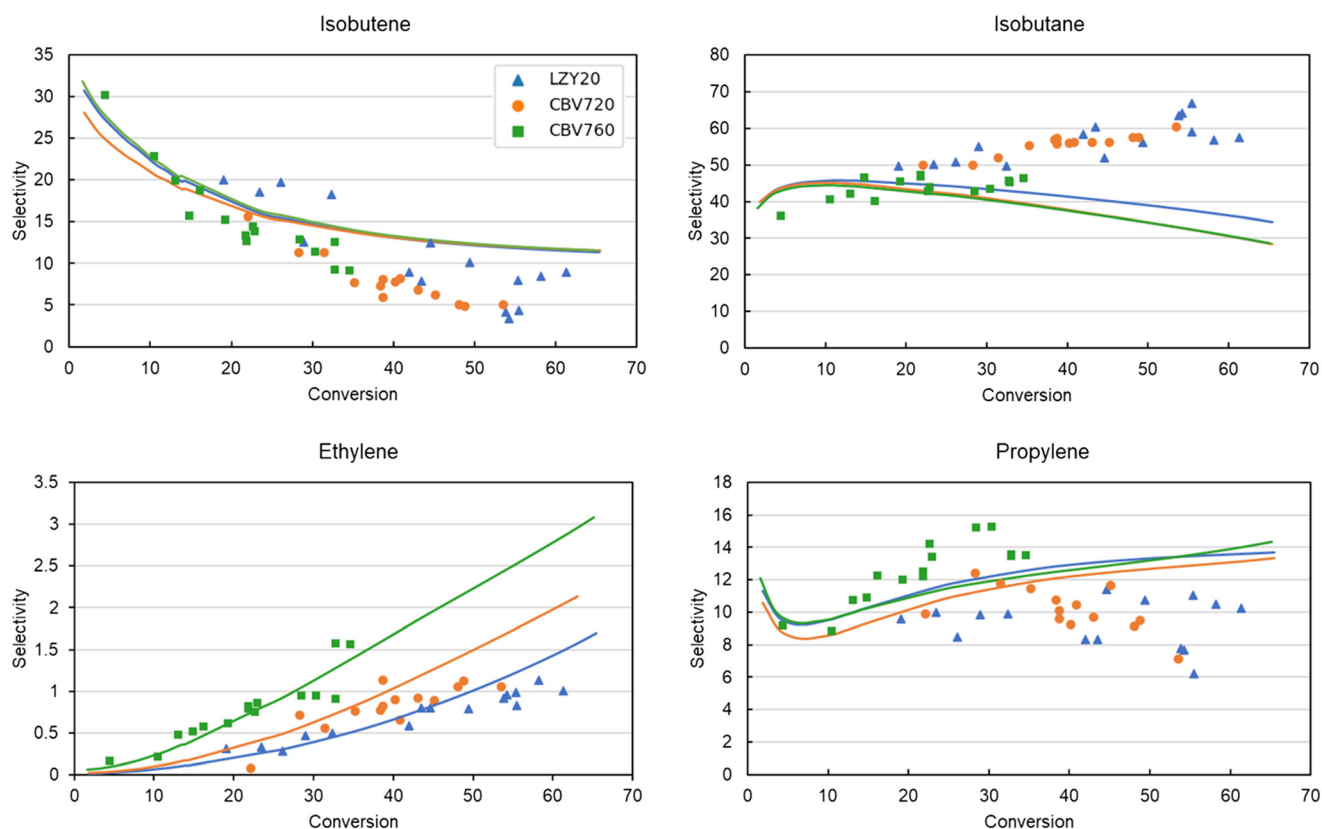 Isobutene
35
30
25
20
15
10
5
0
Selectivity
0 10 20 30 40 50 60 70
Conversion
LZY20
CBV720
CBV760
Isobutane
80
70
60
50
40
30
20
10
0
Selectivity
0 10 20 30 40 50 60 70
Conversion
Ethylene
3.5
3
2.5
2
1.5
1
0.5
0
Selectivity
0 10 20 30 40 50 60 70
Conversion
Propylene
18
16
14
12
10
8
6
4
2
0
Selectivity
0 10 20 30 40 50 60 70
Conversion